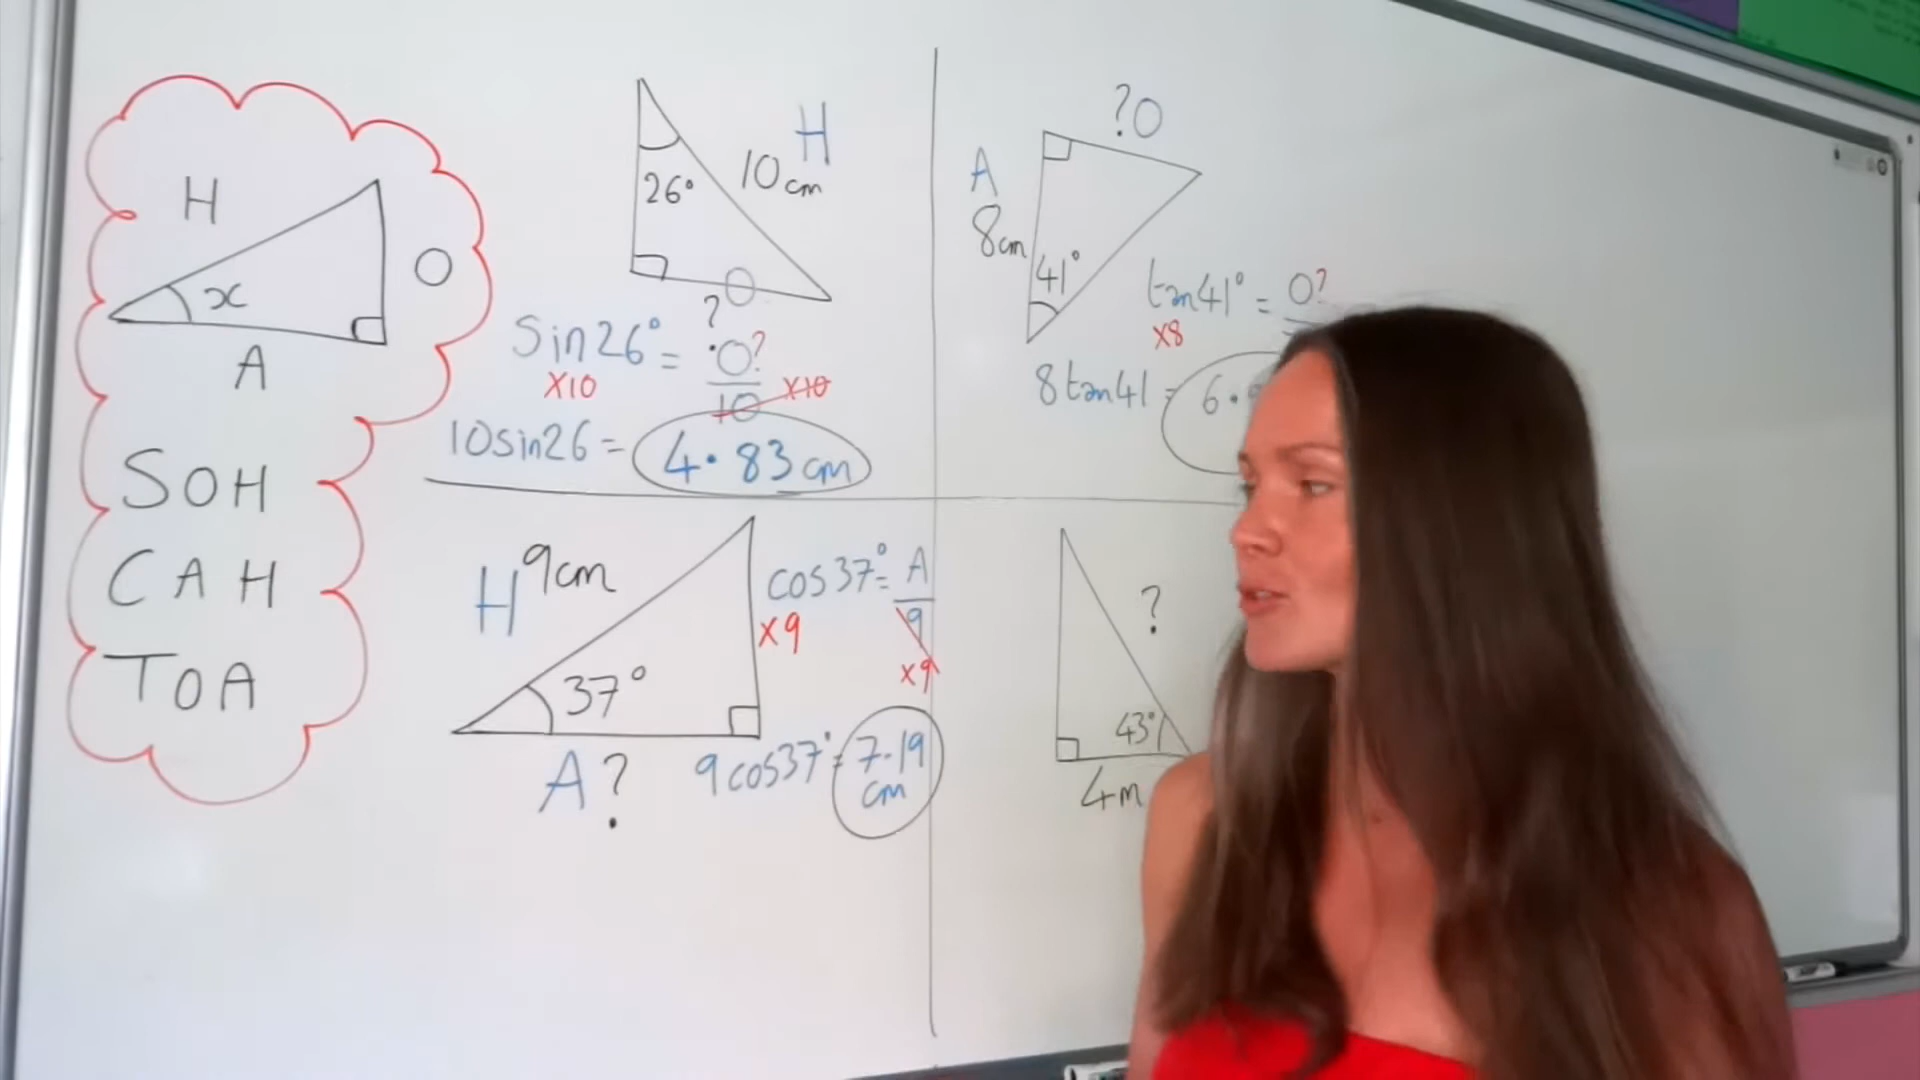 H
x
O
A
SOH
CAH
TOA
26°
10cm
H
O
?
Sin26° = O?
10
x10
x10
10sin26 = 4.83cm
?O
A
8cm
41°
tan41° = O?
x8
8tan41 = 6.
H
9cm
37°
A?
cos37° = A
9
x9
x9
9cos37° = 7.19
cm
?
43°
4m